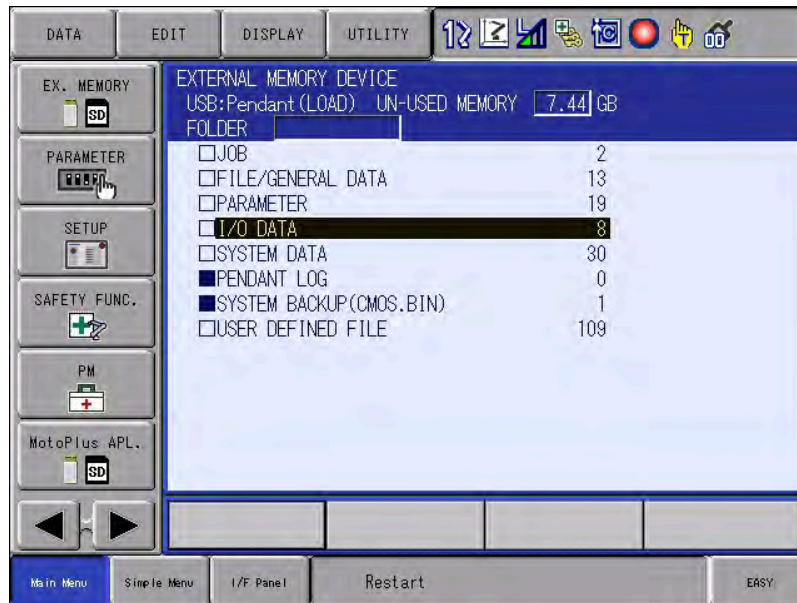 DATA EDIT DISPLAY UTILITY
EX. MEMORY
SD
PARAMETER
SETUP
SAFETY FUNC.
PM
MotoPlus APL.
SD
EXTERNAL MEMORY DEVICE
USB:Pendant(LOAD) UN-USED MEMORY 7.44 GB
FOLDER
JOB 2
FILE/GENERAL DATA 13
PARAMETER 19
I/O DATA 8
SYSTEM DATA 30
PENDANT LOG 0
SYSTEM BACKUP(CMOS.BIN) 1
USER DEFINED FILE 109
Main Menu Simple Menu I/F Panel Restart EASY